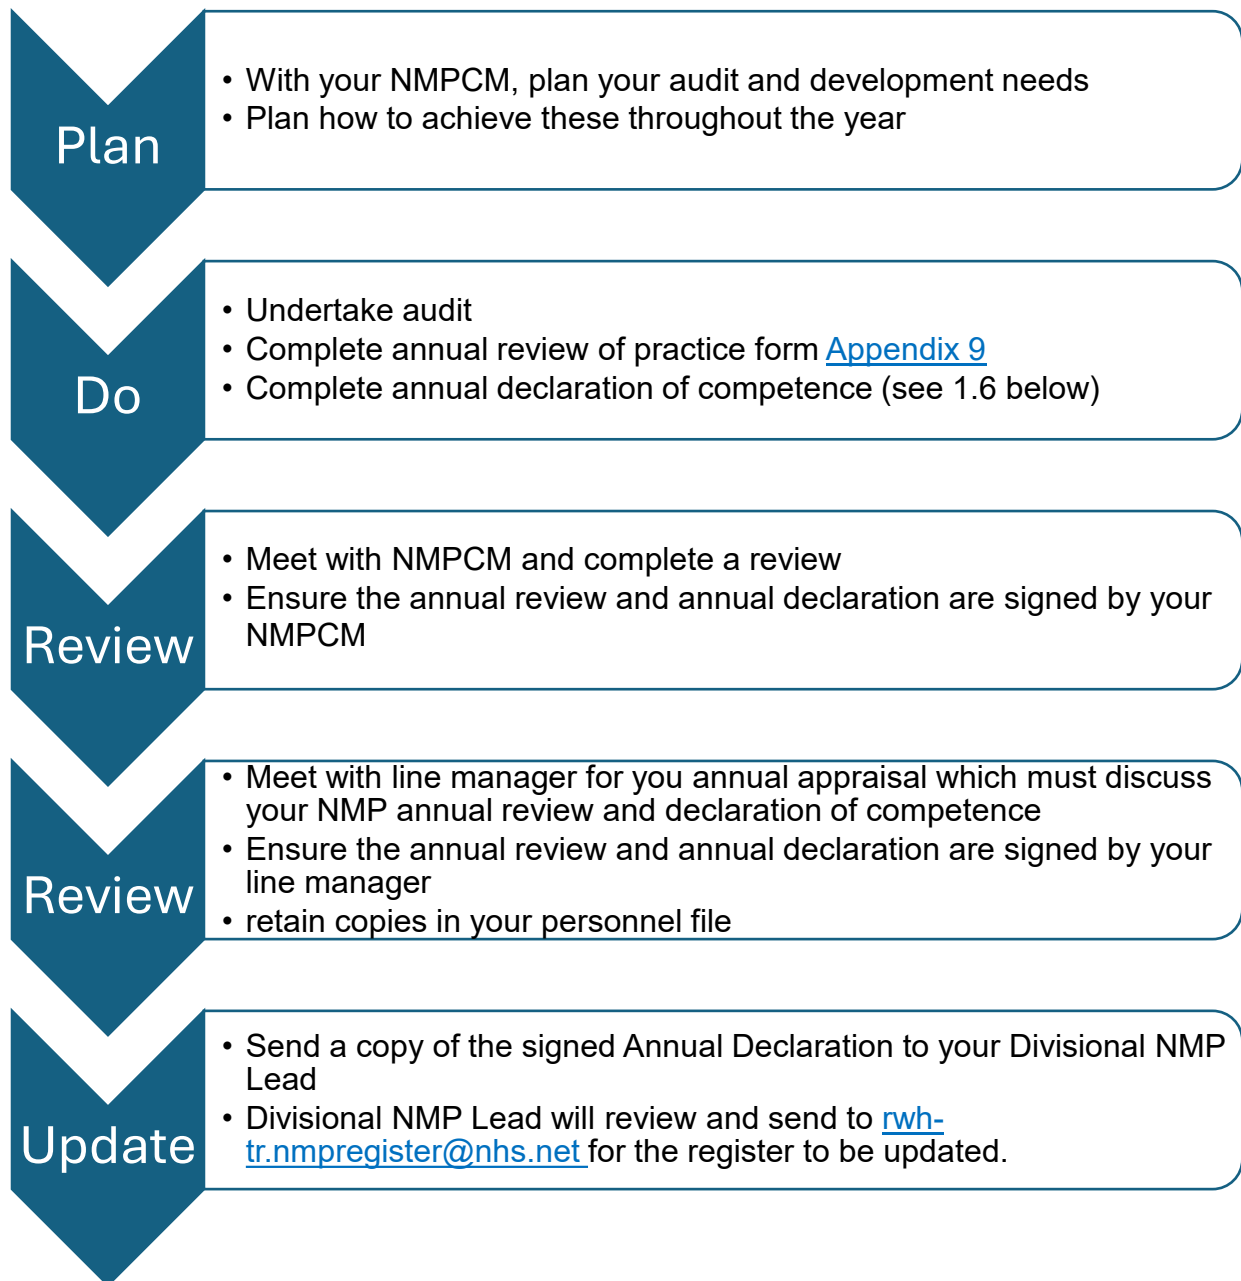 Plan
• With your NMPCM, plan your audit and development needs
• Plan how to achieve these throughout the year
Do
• Undertake audit
• Complete annual review of practice form Appendix 9
• Complete annual declaration of competence (see 1.6 below)
Review
• Meet with NMPCM and complete a review
• Ensure the annual review and annual declaration are signed by your
NMPCM
Review
• Meet with line manager for you annual appraisal which must discuss
your NMP annual review and declaration of competence
• Ensure the annual review and annual declaration are signed by your
line manager
• retain copies in your personnel file
Update
• Send a copy of the signed Annual Declaration to your Divisional NMP
Lead
• Divisional NMP Lead will review and send to rwh-
tr.nmpregister@nhs.net for the register to be updated.